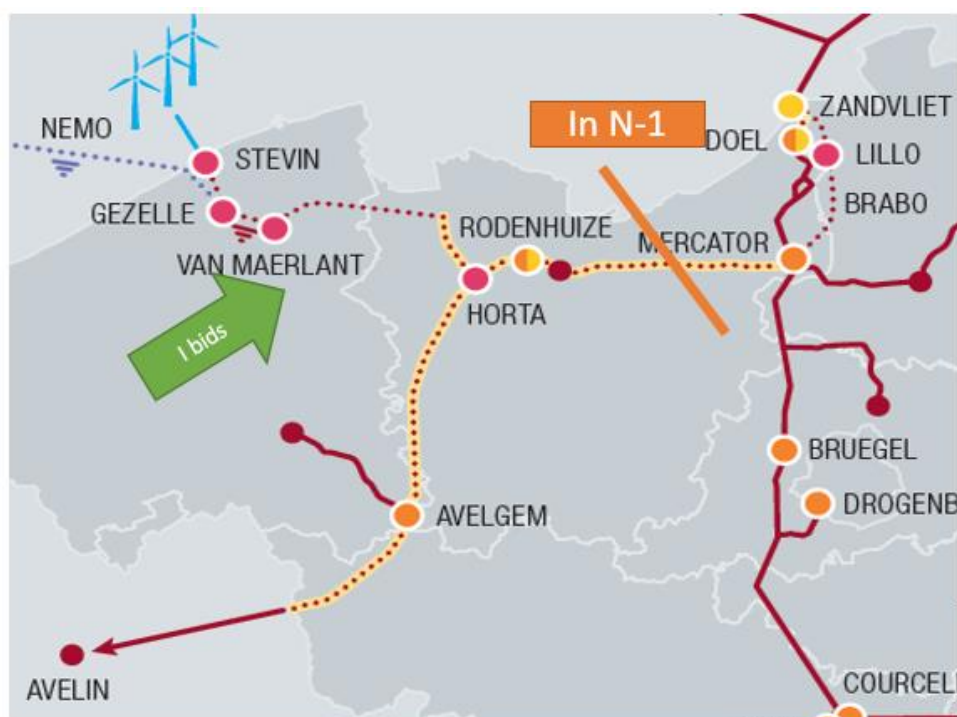 NEMO
STEVIN
GEZELLE
VAN MAERLANT
I bids
In N-1
ZANDVLIET
DOEL
LILLO
BRABO
RODENHUIZE
MERCATOR
HORTA
BRUEGEL
AVELGEM
DROGENB
AVELIN
COURCELL